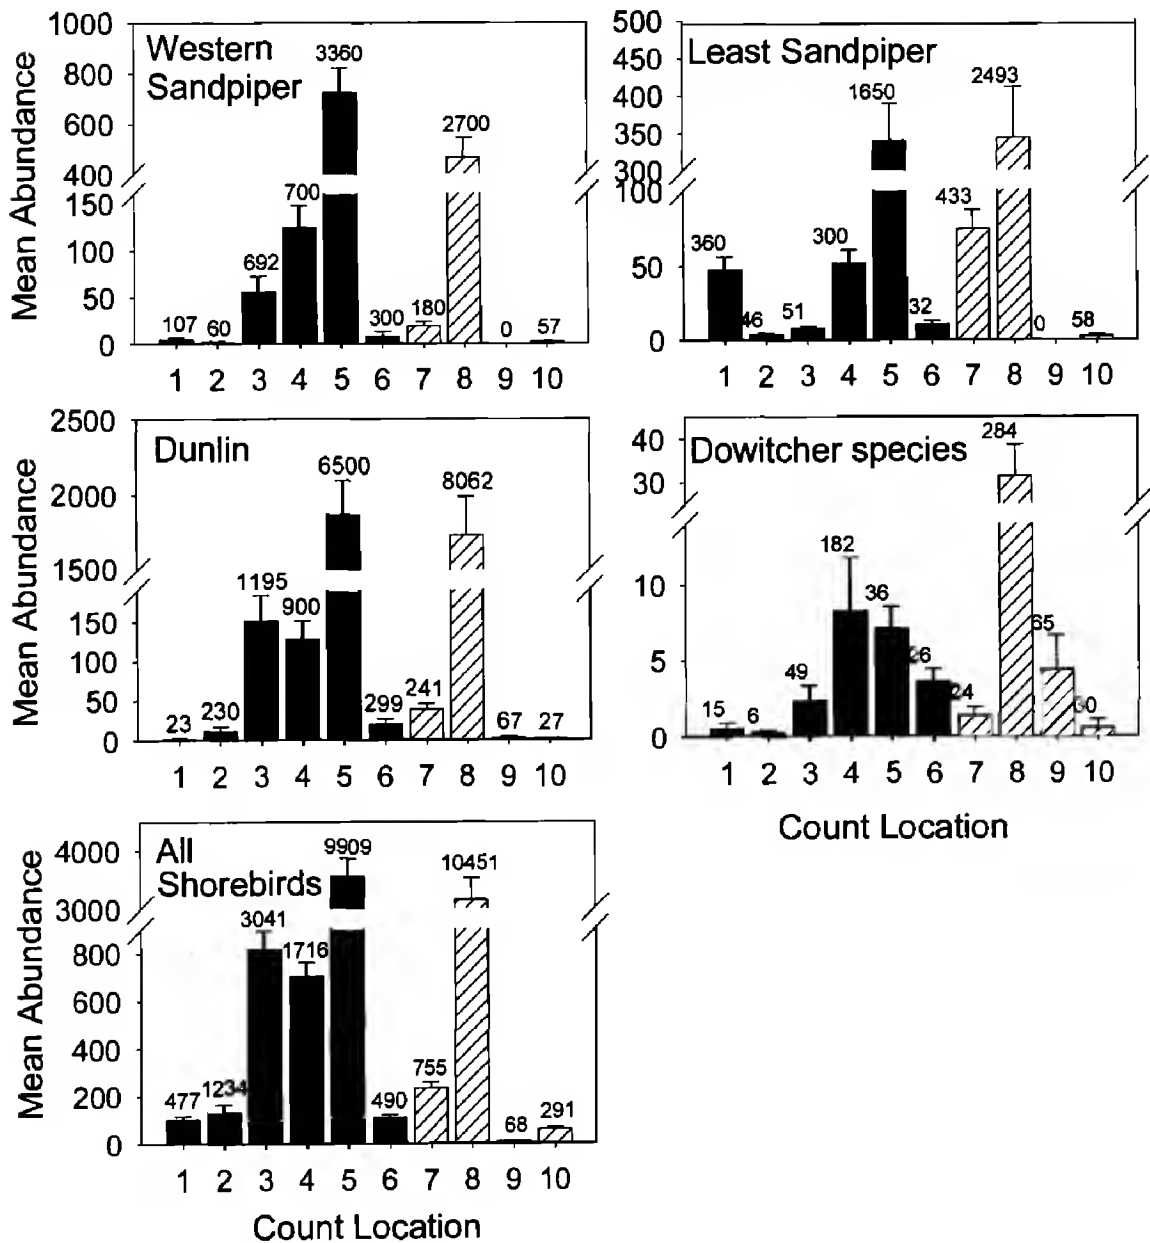 Western
Sandpiper
Mean Abundance
1000
800
600
400
150
100
50
0
107 60 692 700 3360 300 180 2700 0 57
1 2 3 4 5 6 7 8 9 10
Least Sandpiper
500
450
400
350
300
100
50
0
360 46 51 300 1650 32 433 2493 0 58
1 2 3 4 5 6 7 8 9 10
Dunlin
Mean Abundance
2500
2000
1500
150
100
50
0
23 230 1195 900 6500 299 241 8062 67 27
1 2 3 4 5 6 7 8 9 10
Dowitcher species
40
30
10
5
0
15 6 49 182 36 26 24 284 65 30
1 2 3 4 5 6 7 8 9 10
Count Location
All
Shorebirds
Mean Abundance
4000
3000
800
600
400
200
0
477 1234 3041 1716 9909 490 755 10451 68 291
1 2 3 4 5 6 7 8 9 10
Count Location